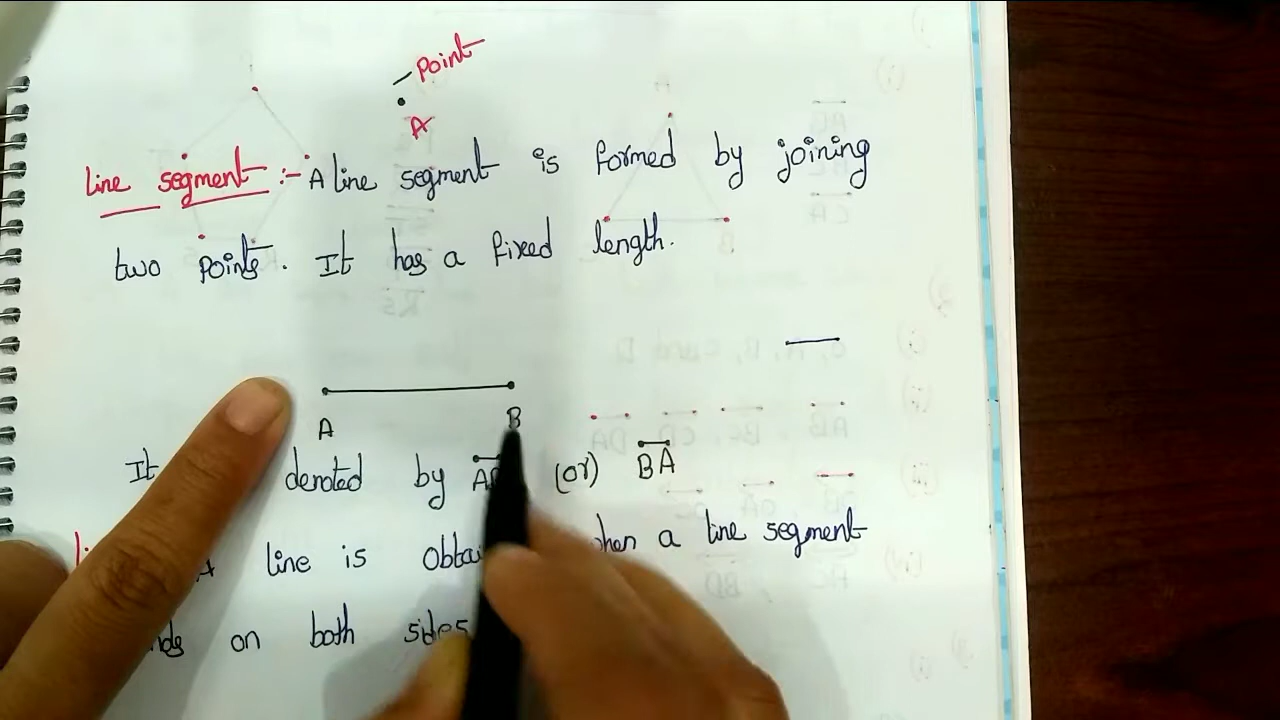 Point
A
Line segment :- A line segment is formed by joining
two points. It has a fixed length.
A B
It denoted by (or) BA
A line is when a line segment
on both sides